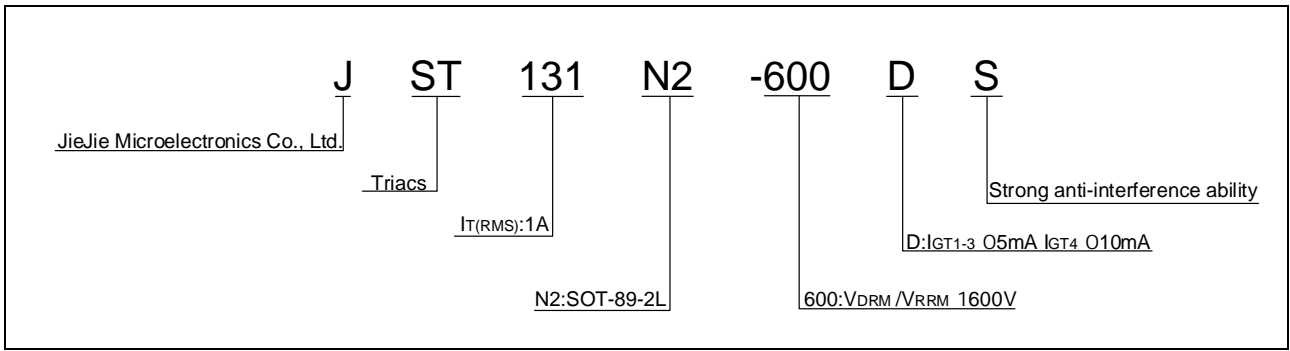 J ST 131 N2 -600 D S
JieJie Microelectronics Co., Ltd.
Triacs
Strong anti-interference ability
IT(RMS):1A
D:IGT1-3 O5mA IGT4 O10mA
N2:SOT-89-2L
600:VDRM /VRRM 1600V